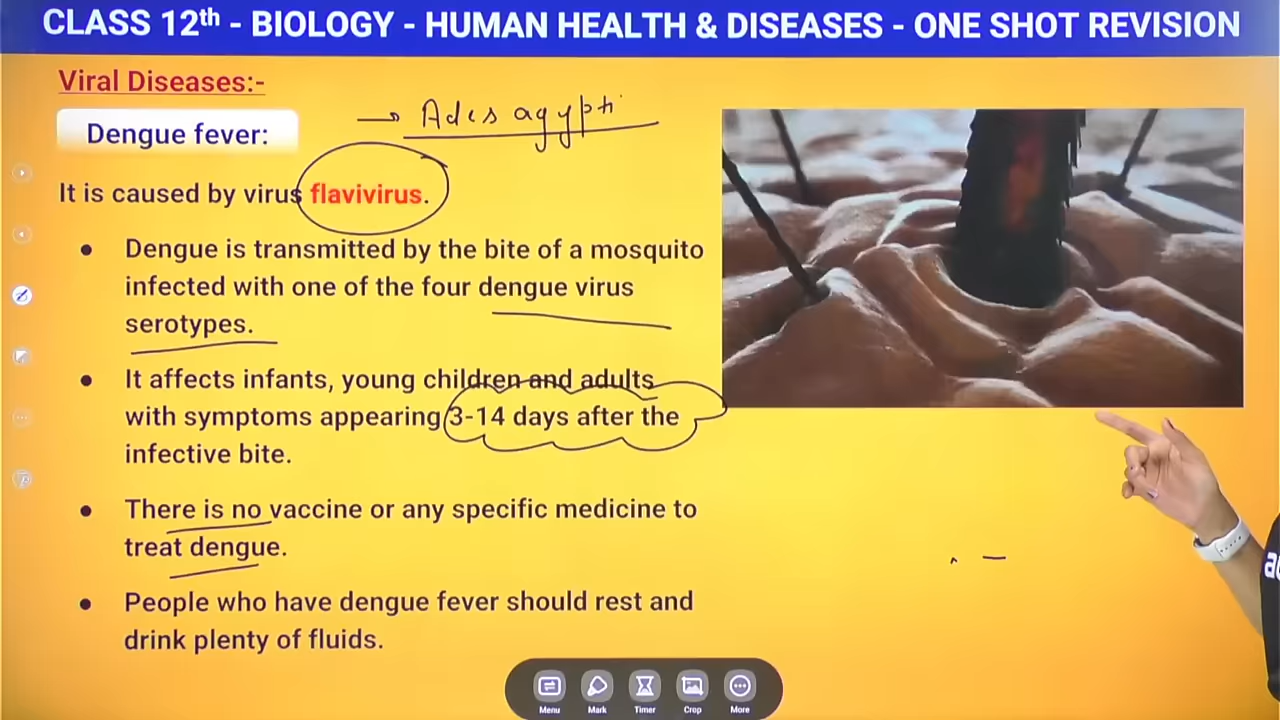 CLASS 12th - BIOLOGY - HUMAN HEALTH & DISEASES - ONE SHOT REVISION
Viral Diseases:-
Dengue fever:
→ Ades agypti
It is caused by virus flavivirus.
• Dengue is transmitted by the bite of a mosquito
infected with one of the four dengue virus
serotypes.
• It affects infants, young children and adults
with symptoms appearing 3-14 days after the
infective bite.
• There is no vaccine or any specific medicine to
treat dengue.
• People who have dengue fever should rest and
drink plenty of fluids.
Menu Mark Timer Crop More